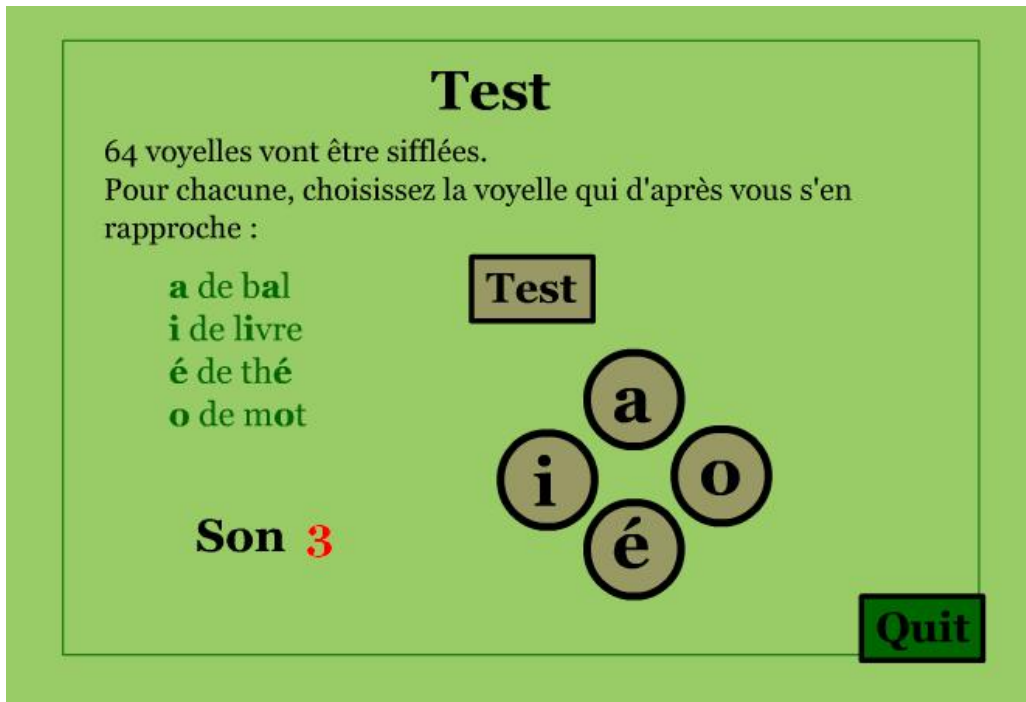 Test
64 voyelles vont être sifflées.
Pour chacune, choisissez la voyelle qui d'après vous s'en
rapproche :
a de bal
i de livre
é de thé
o de mot
Test
a
i
o
é
Son 3
Quit